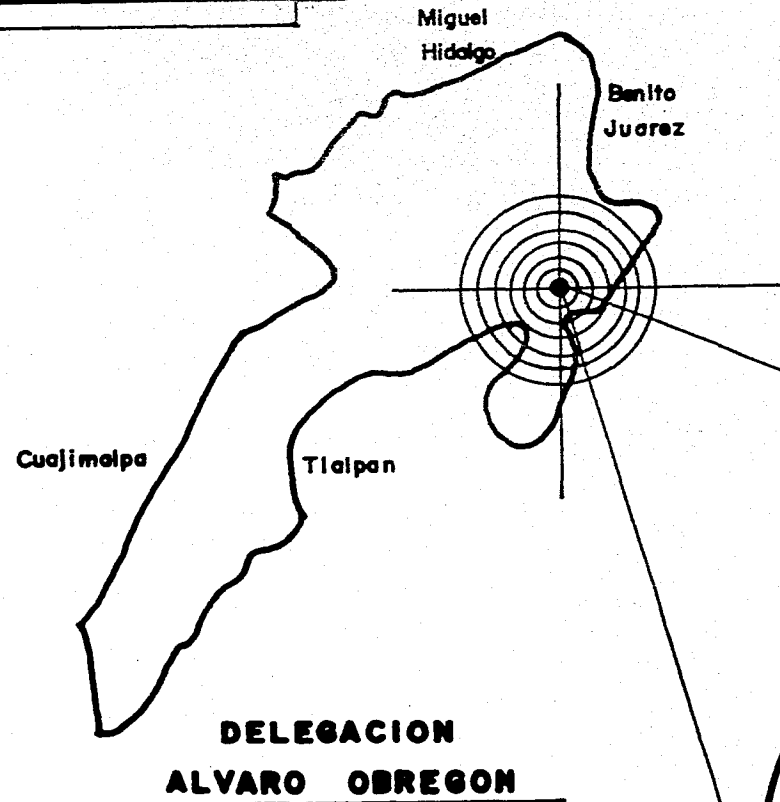 Miguel
Hidalgo
Benito
Juarez
Cuajimalpa
Tlalpan
DELEGACION
ALVARO OBREGON